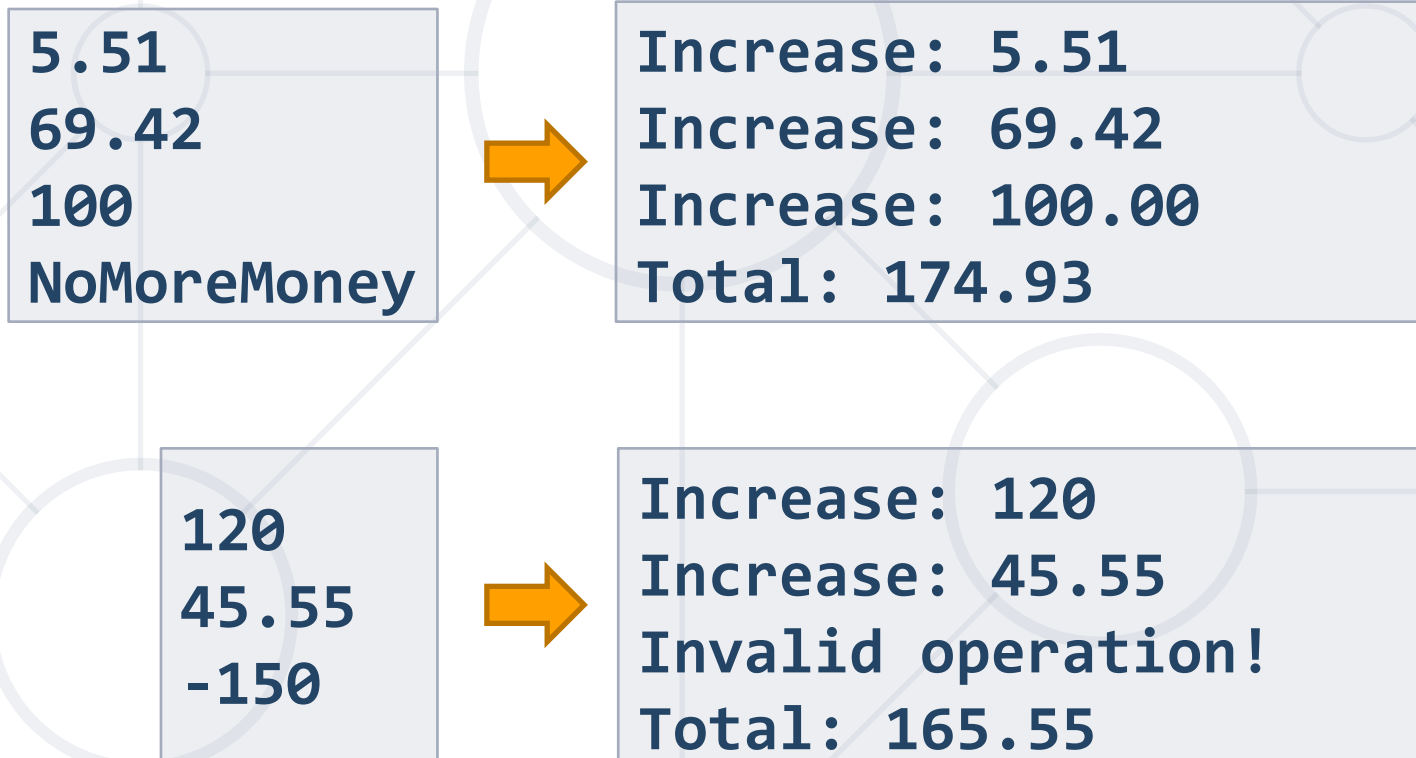 5.51
69.42
100
NoMoreMoney
Increase: 5.51
Increase: 69.42
Increase: 100.00
Total: 174.93
120
45.55
-150
Increase: 120
Increase: 45.55
Invalid operation!
Total: 165.55